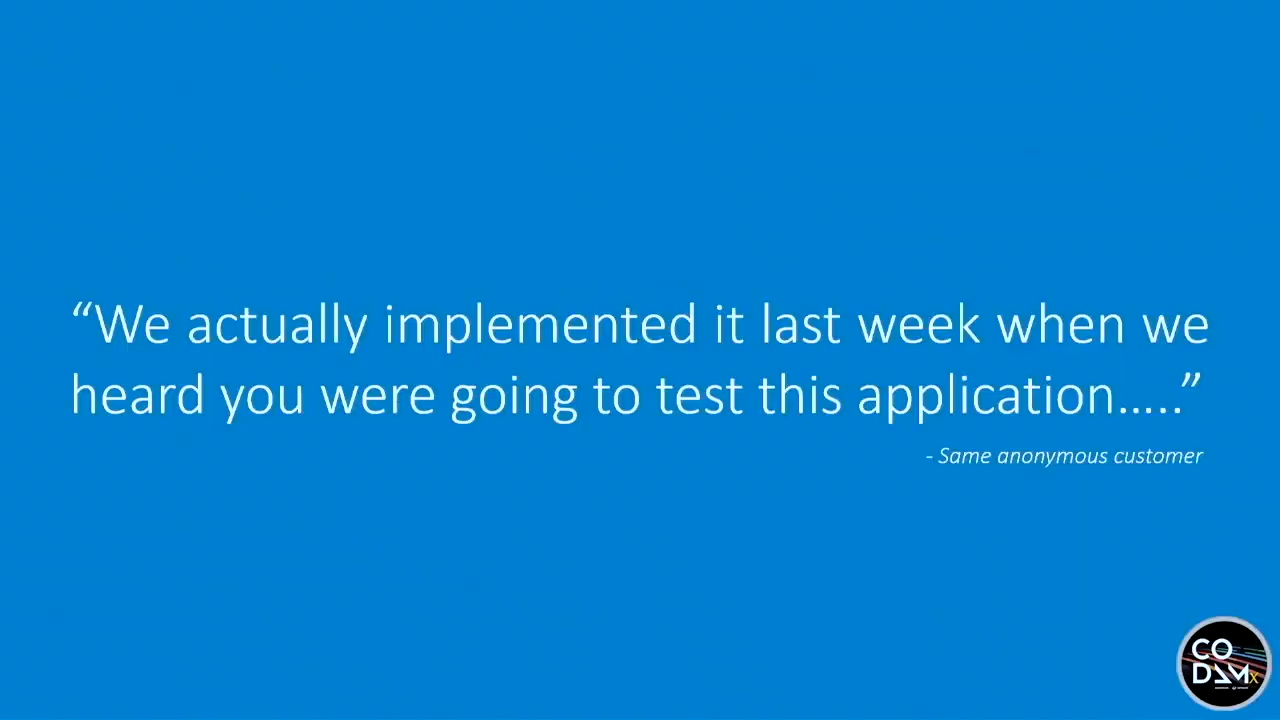 “We actually implemented it last week when we
heard you were going to test this application…..”
- Same anonymous customer
CO